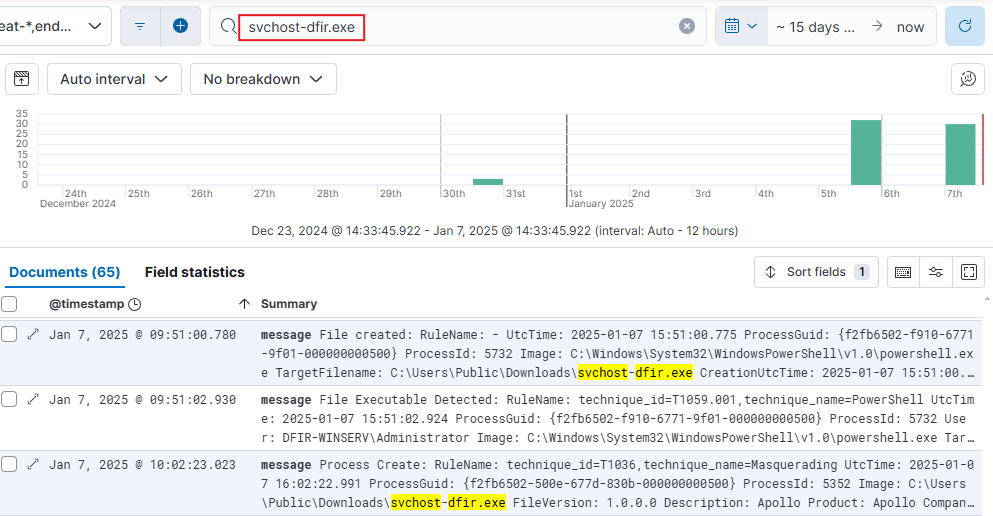 eat-*,end...
svchost-dfir.exe
~ 15 days ... → now
Auto interval
No breakdown
35
30
25
20
15
10
5
0
24th 25th 26th 27th 28th 29th 30th 31st 1st 2nd 3rd 4th 5th 6th 7th
December 2024 January 2025
Dec 23, 2024 @ 14:33:45.922 - Jan 7, 2025 @ 14:33:45.922 (interval: Auto - 12 hours)
Documents (65) Field statistics
Sort fields 1
@timestamp Summary
Jan 7, 2025 @ 09:51:00.780 message File created: RuleName: - UtcTime: 2025-01-07 15:51:00.775 ProcessGuid: {f2fb6502-f910-6771
-9f01-000000000500} ProcessId: 5732 Image: C:\Windows\System32\WindowsPowerShell\v1.0\powershell.ex
e TargetFilename: C:\Users\Public\Downloads\svchost-dfir.exe CreationUtcTime: 2025-01-07 15:51:00.…
Jan 7, 2025 @ 09:51:02.930 message File Executable Detected: RuleName: technique_id=T1059.001,technique_name=PowerShell UtcTim
e: 2025-01-07 15:51:02.924 ProcessGuid: {f2fb6502-f910-6771-9f01-000000000500} ProcessId: 5732 Use
r: DFIR-WINSERV\Administrator Image: C:\Windows\System32\WindowsPowerShell\v1.0\powershell.exe Tar…
Jan 7, 2025 @ 10:02:23.023 message Process Create: RuleName: technique_id=T1036,technique_name=Masquerading UtcTime: 2025-01-0
7 16:02:22.991 ProcessGuid: {f2fb6502-500e-677d-830b-000000000500} ProcessId: 5352 Image: C:\Users
\Public\Downloads\svchost-dfir.exe FileVersion: 1.0.0.0 Description: Apollo Product: Apollo Compan…